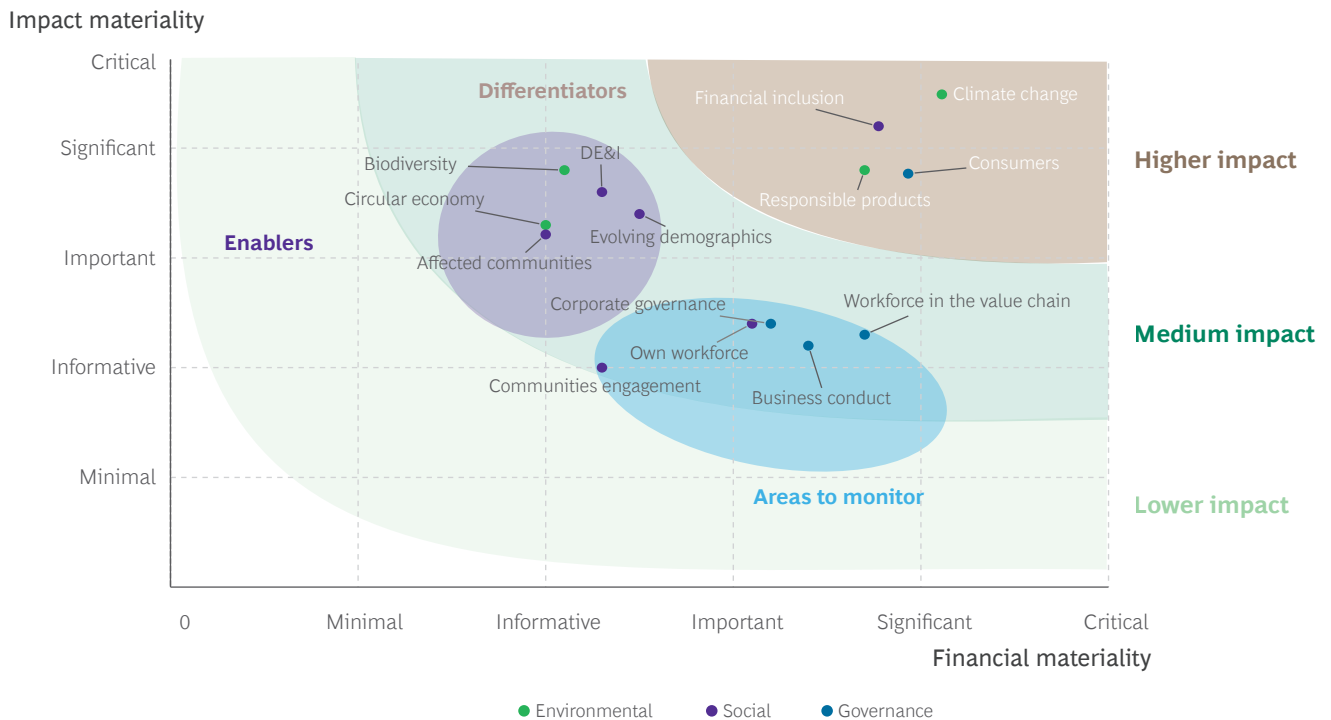 Impact materiality
Critical
Differentiators
Financial inclusion
Climate change
Significant
Biodiversity
DE&I
Consumers
Higher impact
Circular economy
Responsible products
Enablers
Evolving demographics
Important
Affected communities
Corporate governance
Workforce in the value chain
Medium impact
Own workforce
Informative
Communities engagement
Business conduct
Minimal
Areas to monitor
Lower impact
0
Minimal
Informative
Important
Significant
Critical
Financial materiality
Environmental
Social
Governance